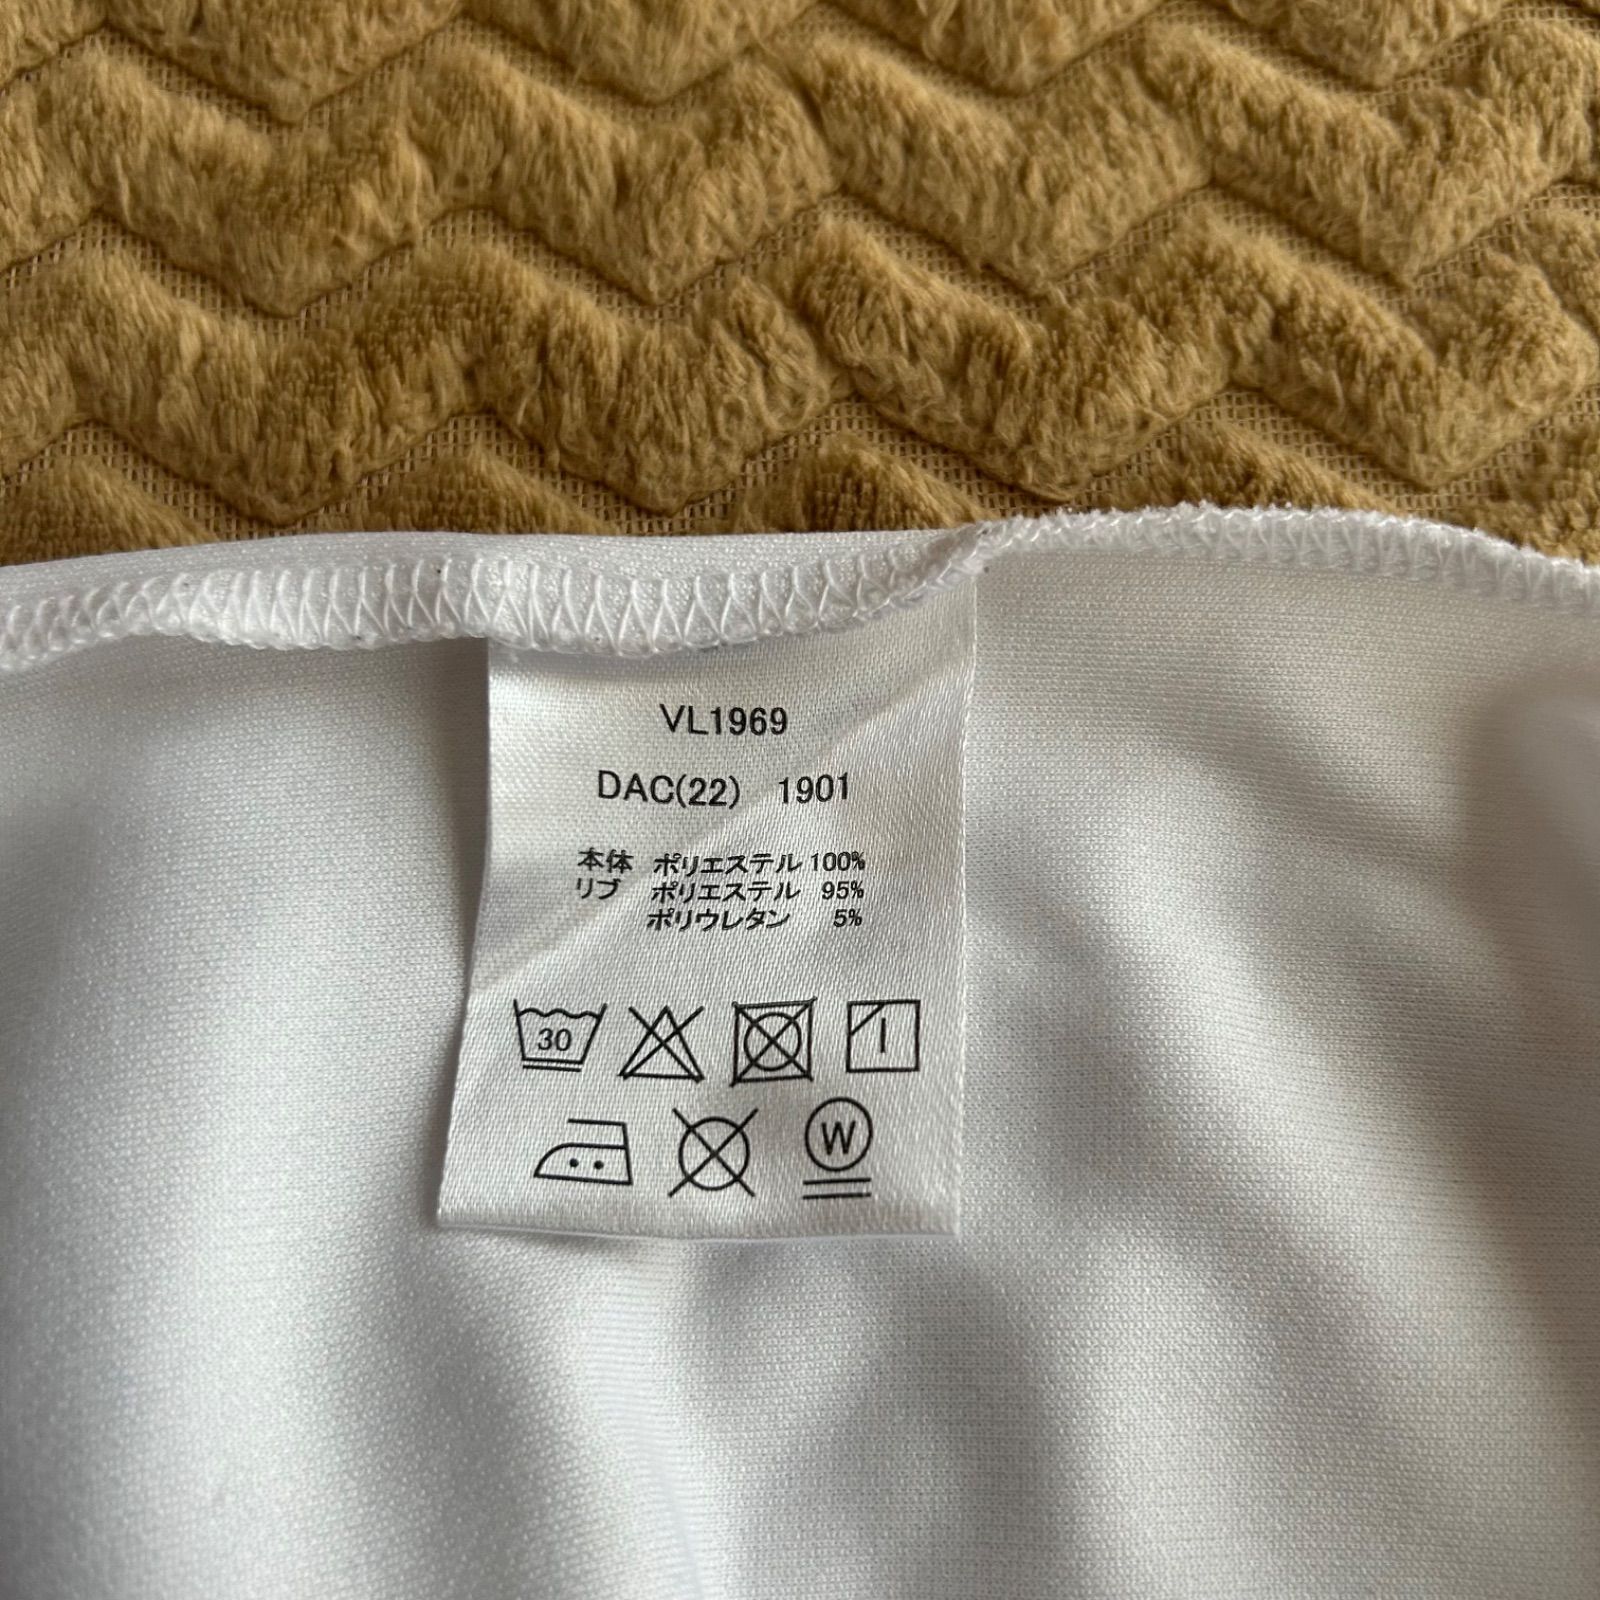 VL1969
DAC(22) 1901
本体 ポリエステル 100%
リブ ポリエステル 95%
ポリウレタン 5%
30
W